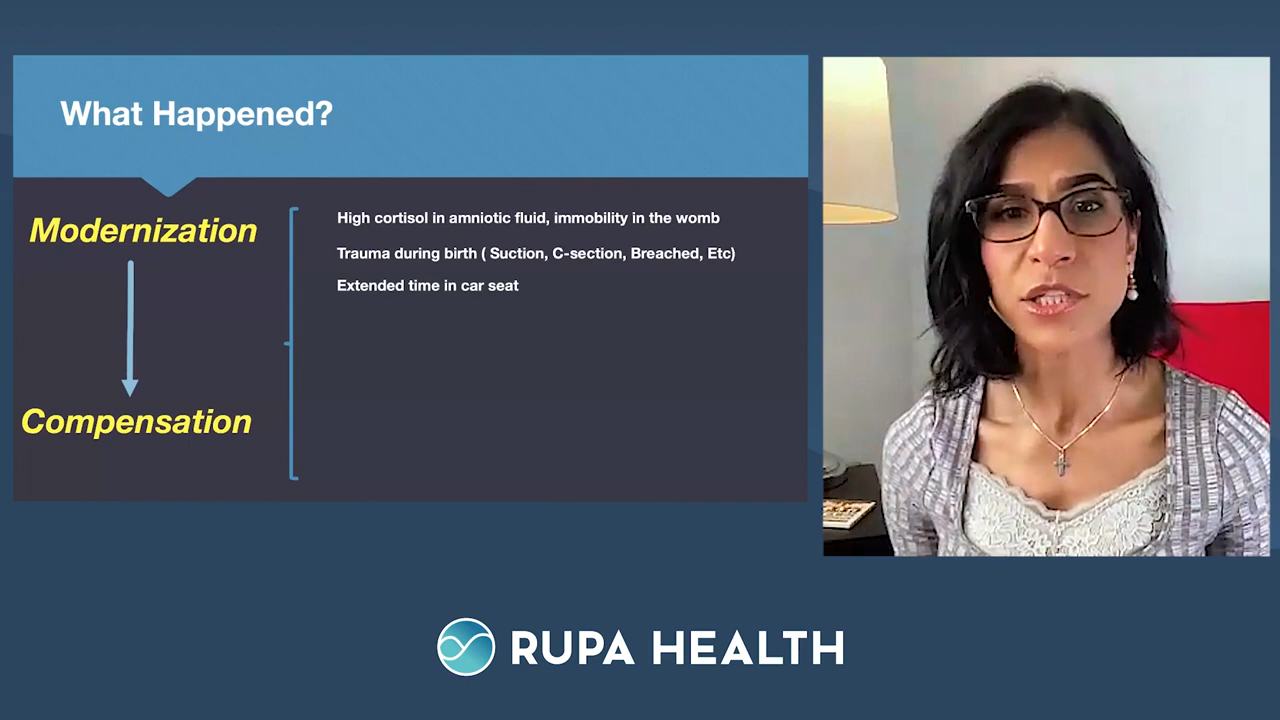 What Happened?
Modernization
Compensation
High cortisol in amniotic fluid, immobility in the womb
Trauma during birth ( Suction, C-section, Breached, Etc)
Extended time in car seat
RUPA HEALTH